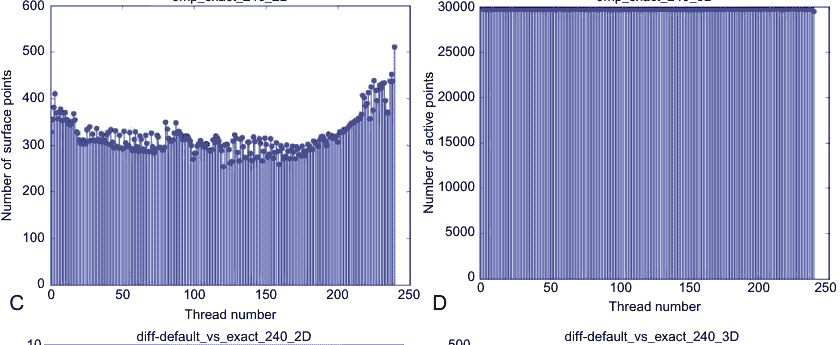 600
500
400
300
200
100
0
Number of surface points
0 50 100 150 200 250
Thread number
C
30000
25000
20000
15000
10000
5000
0
Number of active points
0 50 100 150 200 250
Thread number
D
diff-default_vs_exact_240_2D
10
diff-default_vs_exact_240_3D
500